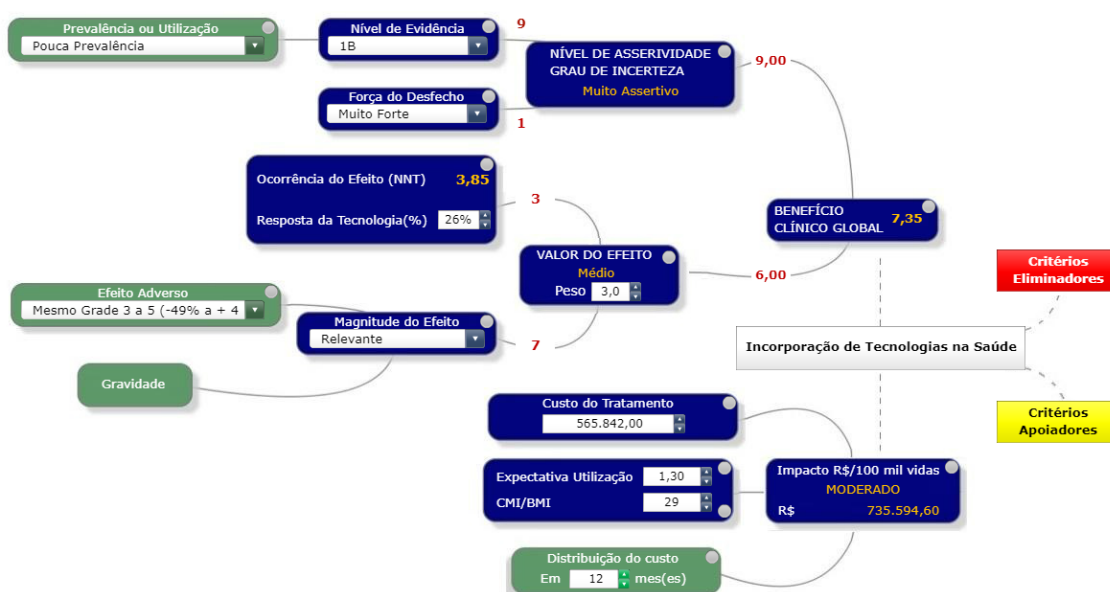 Prevalência ou Utilização
Pouca Prevalência
Nível de Evidência
1B
9
Força do Desfecho
Muito Forte
1
NÍVEL DE ASSERIVIDADE
GRAU DE INCERTEZA
Muito Assertivo
9,00
Ocorrência do Efeito (NNT) 3,85
Resposta da Tecnologia(%) 26%
3
BENEFÍCIO
CLÍNICO GLOBAL 7,35
VALOR DO EFEITO
Médio
Peso 3,0
6,00
Efeito Adverso
Mesmo Grade 3 a 5 (-49% a + 4
Magnitude do Efeito
Relevante
7
Gravidade
Critérios
Eliminadores
Incorporação de Tecnologias na Saúde
Critérios
Apoiadores
Custo do Tratamento
565.842,00
Expectativa Utilização 1,30
CMI/BMI 29
Impacto R$/100 mil vidas
MODERADO
R$ 735.594,60
Distribuição do custo
Em 12 mes(es)